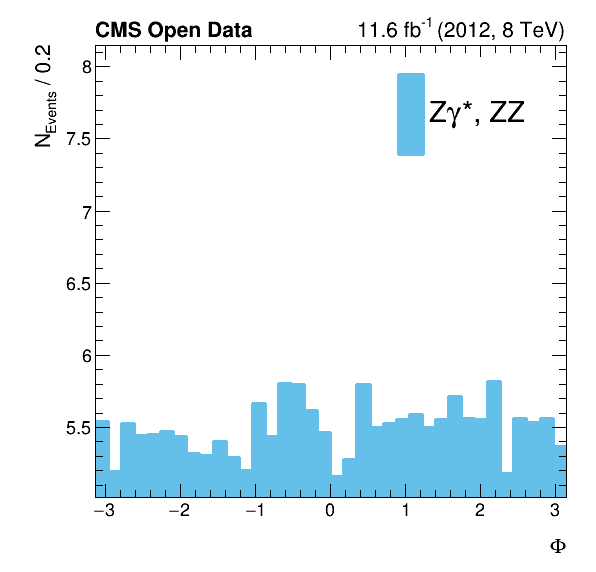 CMS Open Data 11.6 fb⁻¹ (2012, 8 TeV)
N_Events / 0.2
8
7.5
7
6.5
6
5.5
Zγ*, ZZ
−3 −2 −1 0 1 2 3
Φ